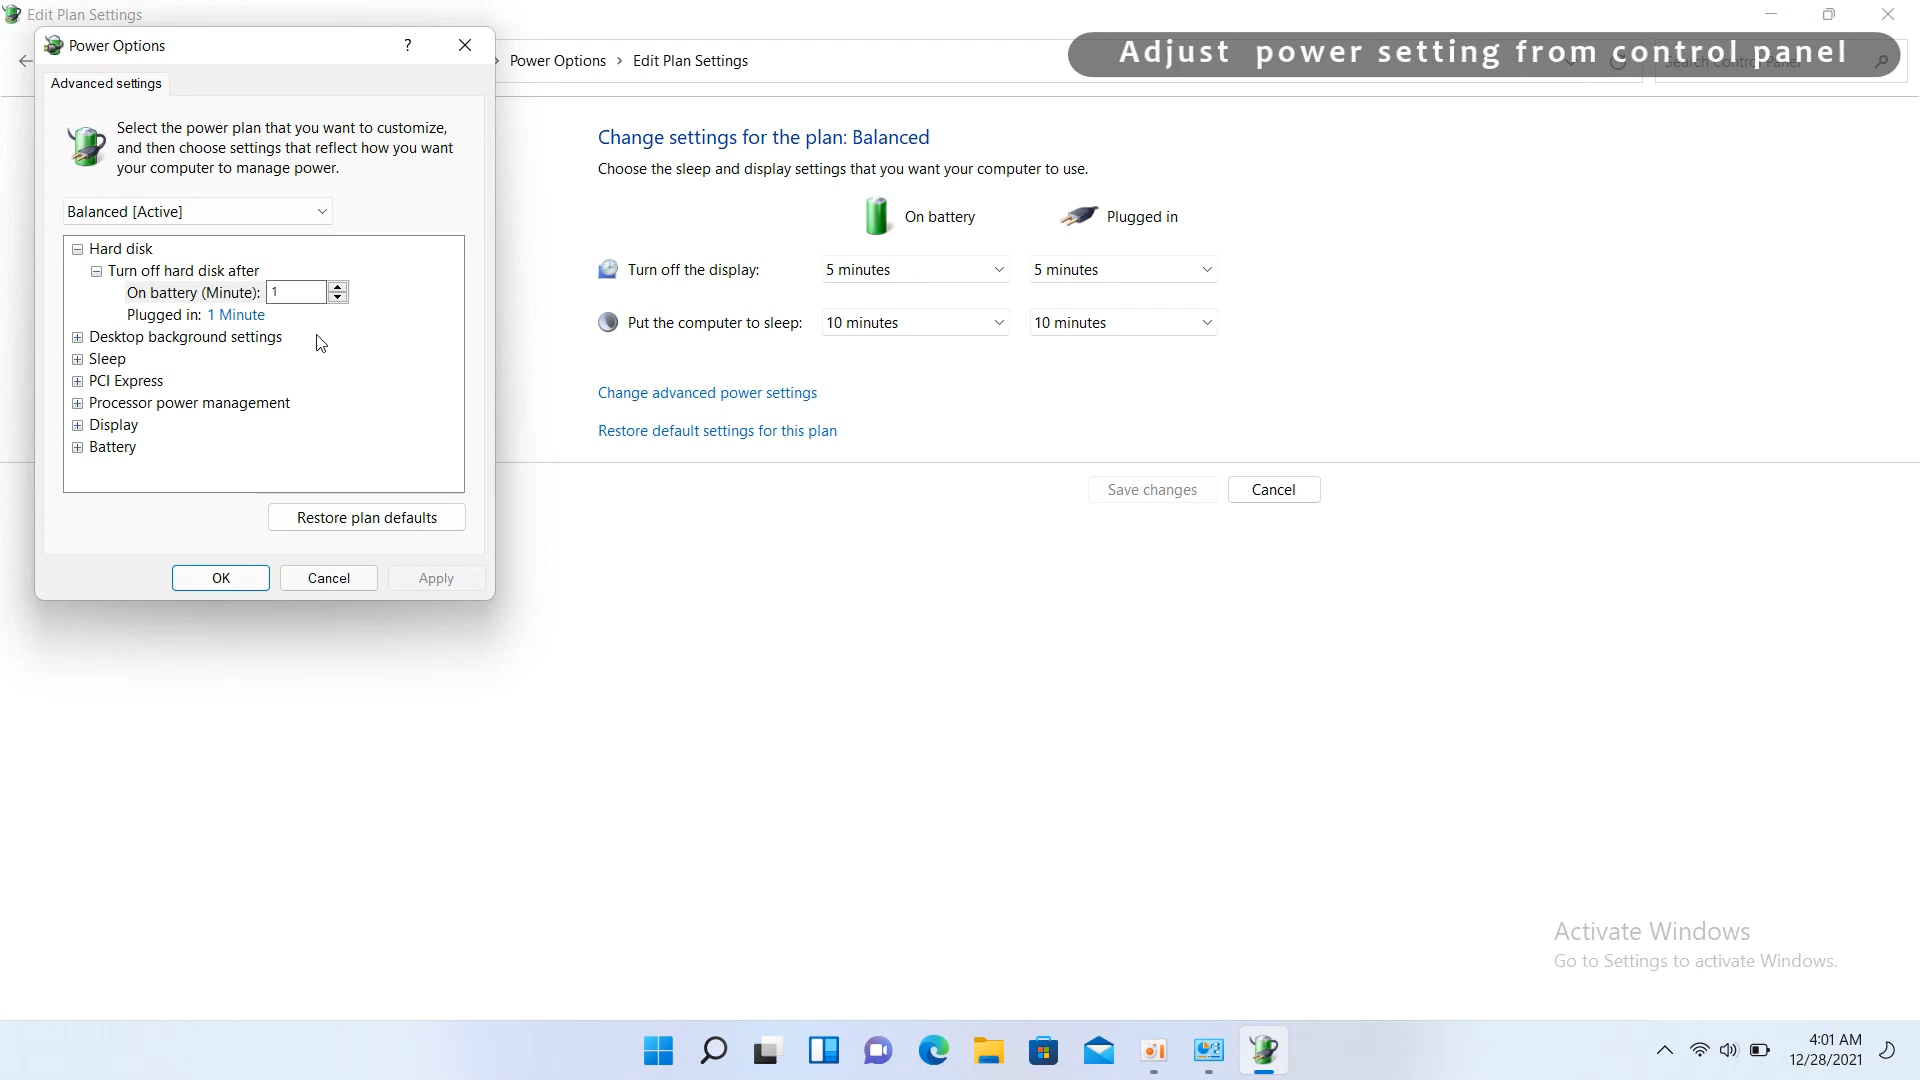 Edit Plan Settings
Power Options
?
Adjust power setting from control panel
Power Options > Edit Plan Settings
Advanced settings
Select the power plan that you want to customize,
and then choose settings that reflect how you want
your computer to manage power.
Balanced [Active]
Hard disk
Turn off hard disk after
On battery (Minute): 1
Plugged in: 1 Minute
Desktop background settings
Sleep
PCI Express
Processor power management
Display
Battery
Restore plan defaults
OK Cancel Apply
Change settings for the plan: Balanced
Choose the sleep and display settings that you want your computer to use.
On battery Plugged in
Turn off the display: 5 minutes 5 minutes
Put the computer to sleep: 10 minutes 10 minutes
Change advanced power settings
Restore default settings for this plan
Save changes Cancel
Activate Windows
Go to Settings to activate Windows.
4:01 AM
12/28/2021